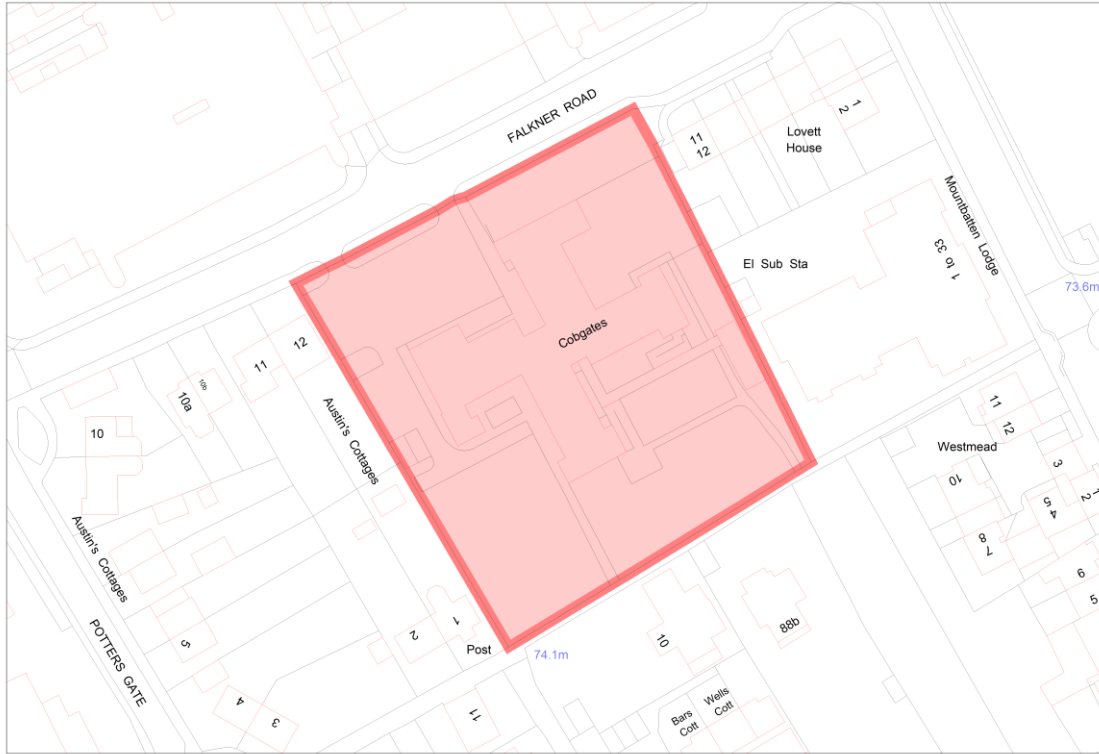 FALKNER ROAD
11
12
1
2
Lovett
House
Mountbatten Lodge
1 to 33
El Sub Sta
73.6m
Cobgates
12
11
10b
10a
10
Austin's Cottages
Austin's Cottages
POTTERS GATE
5
4
3
2
1
Post
74.1m
11
10
88b
Bars
Cott
Wells
Cott
Westmead
11
12
10
8
7
3
5
4
1
2
9
5